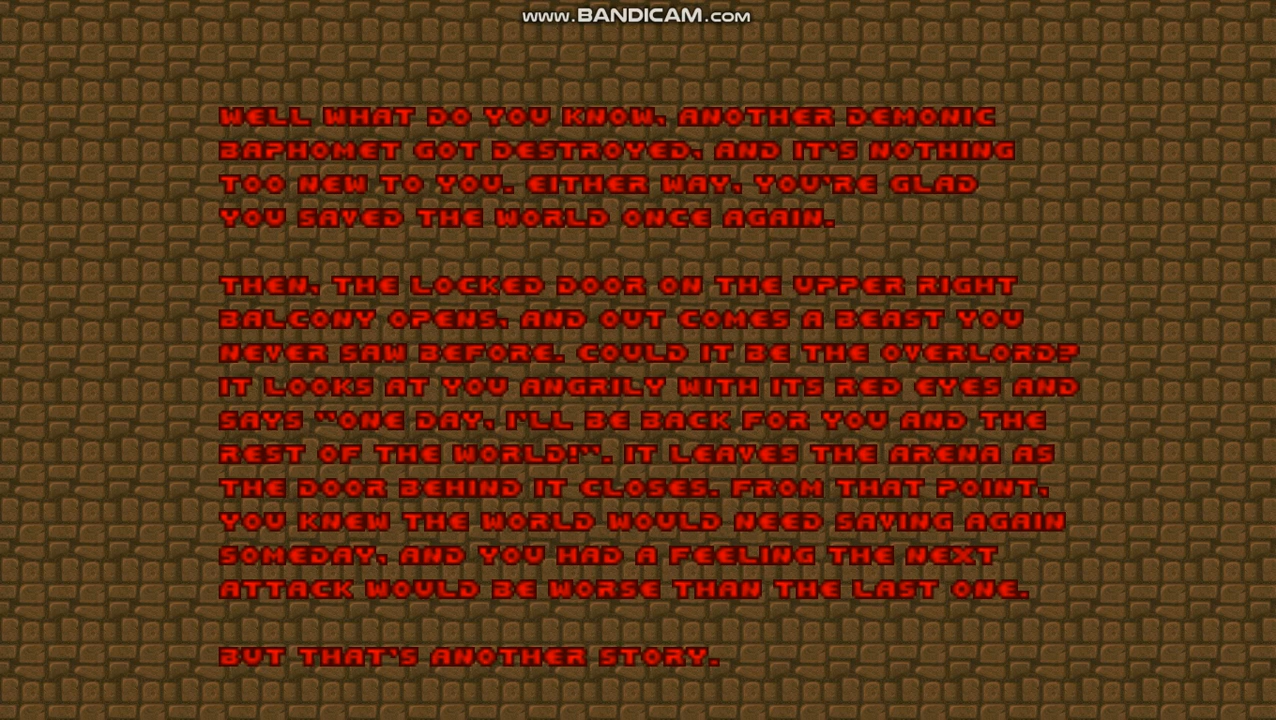 www.BANDICAM.com
WELL WHAT DO YOU KNOW, ANOTHER DEMONIC
BAPHOMET GOT DESTROYED, AND IT'S NOTHING
TOO NEW TO YOU. EITHER WAY, YOU'RE GLAD
YOU SAVED THE WORLD ONCE AGAIN.
THEN, THE LOCKED DOOR ON THE UPPER RIGHT
BALCONY OPENS, AND OUT COMES A BEAST YOU
NEVER SAW BEFORE. COULD IT BE THE OVERLORD?
IT LOOKS AT YOU ANGRILY WITH ITS RED EYES AND
SAYS "ONE DAY, I'LL BE BACK FOR YOU AND THE
REST OF THE WORLD!". IT LEAVES THE ARENA AS
THE DOOR BEHIND IT CLOSES. FROM THAT POINT,
YOU KNEW THE WORLD WOULD NEED SAVING AGAIN
SOMEDAY, AND YOU HAD A FEELING THE NEXT
ATTACK WOULD BE WORSE THAN THE LAST ONE.
BUT THAT'S ANOTHER STORY.